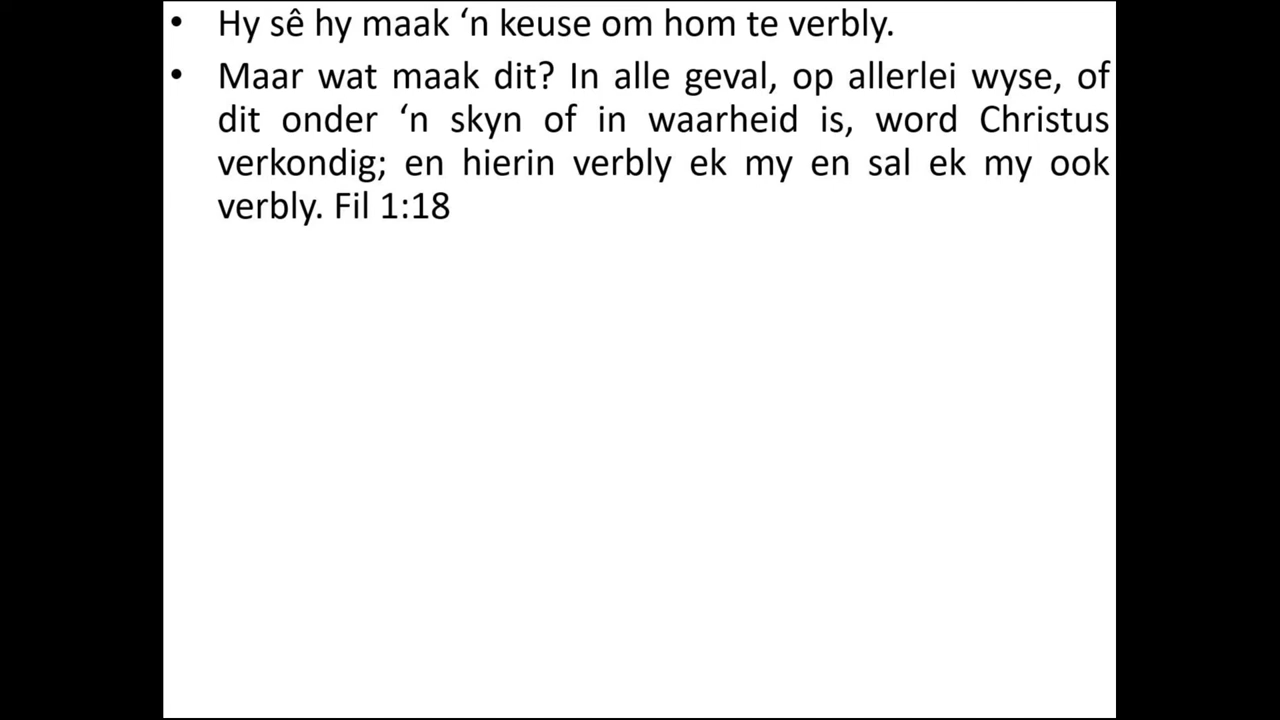 • Hy sê hy maak ‘n keuse om hom te verbly.
• Maar wat maak dit? In alle geval, op allerlei wyse, of
dit onder ‘n skyn of in waarheid is, word Christus
verkondig; en hierin verbly ek my en sal ek my ook
verbly. Fil 1:18